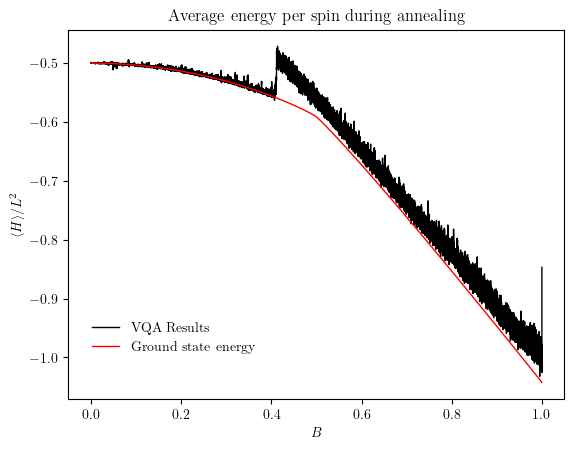 Average energy per spin during annealing
⟨H⟩/L²
−0.5
−0.6
−0.7
−0.8
−0.9
−1.0
VQA Results
Ground state energy
0.0 0.2 0.4 0.6 0.8 1.0
B